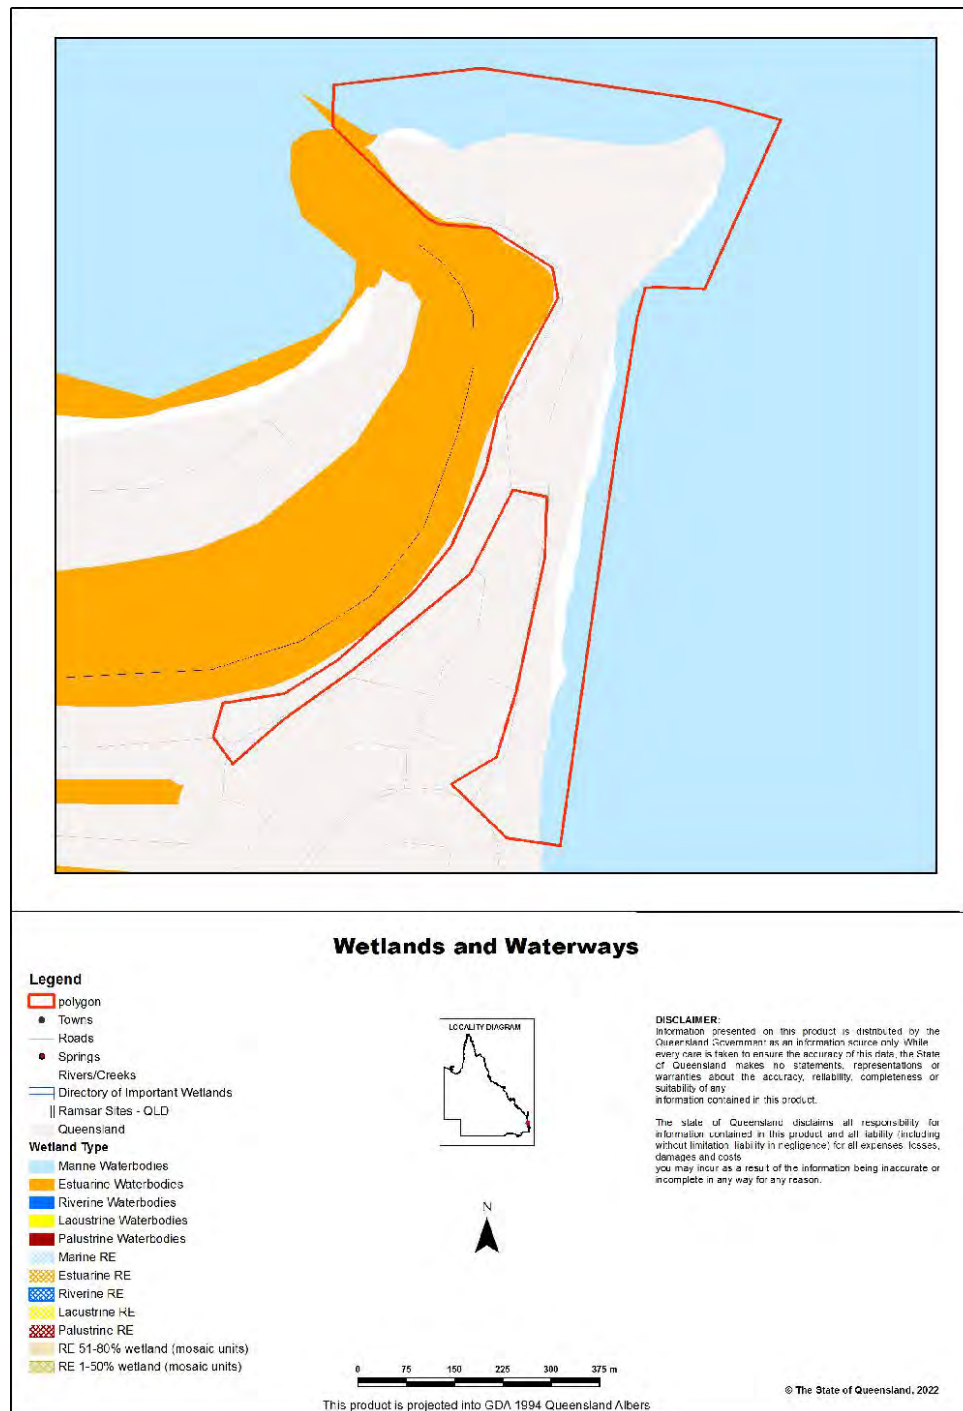 Wetlands and Waterways
Legend
polygon
Towns
Roads
Springs
Rivers/Creeks
Directory of Important Wetlands
Ramsar Sites - QLD
Queensland
Wetland Type
Marine Waterbodies
Estuarine Waterbodies
Riverine Waterbodies
Lacustrine Waterbodies
Palustrine Waterbodies
Marine RE
Estuarine RE
Riverine RE
Lacustrine RE
Palustrine RE
RE 51-80% wetland (mosaic units)
RE 1-50% wetland (mosaic units)
LOCALITY DIAGRAM
N
0 75 150 225 300 375 m
This product is projected into GDA 1994 Queensland Albers
DISCLAIMER:
Information presented on this product is distributed by the
Queensland Government as an information source only. While
every care is taken to ensure the accuracy of this data, the State
of Queensland makes no statements, representations or
warranties about the accuracy, reliability, completeness or
suitability of any
information contained in this product.
The state of Queensland disclaims all responsibility for
information contained in this product and all liability (including
without limitation, liability in negligence) for all expenses, losses,
damages and costs
you may incur as a result of the information being inaccurate or
incomplete in any way for any reason.
© The State of Queensland, 2022